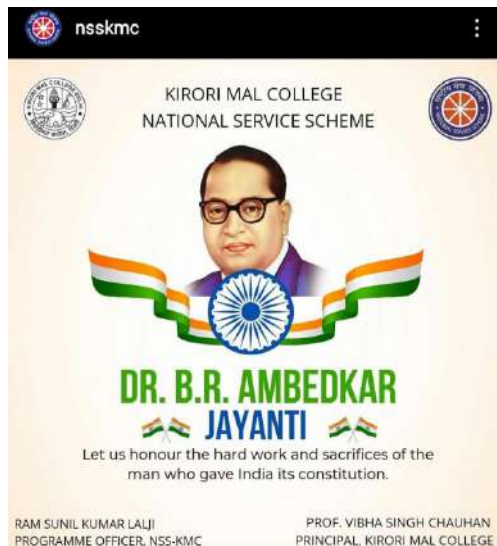 nsskmc
KIRORI MAL COLLEGE
NATIONAL SERVICE SCHEME
DR. B.R. AMBEDKAR
JAYANTI
Let us honour the hard work and sacrifices of the
man who gave India its constitution.
RAM SUNIL KUMAR LALJI
PROGRAMME OFFICER, NSS-KMC
PROF. VIBHA SINGH CHAUHAN
PRINCIPAL, KIRORI MAL COLLEGE